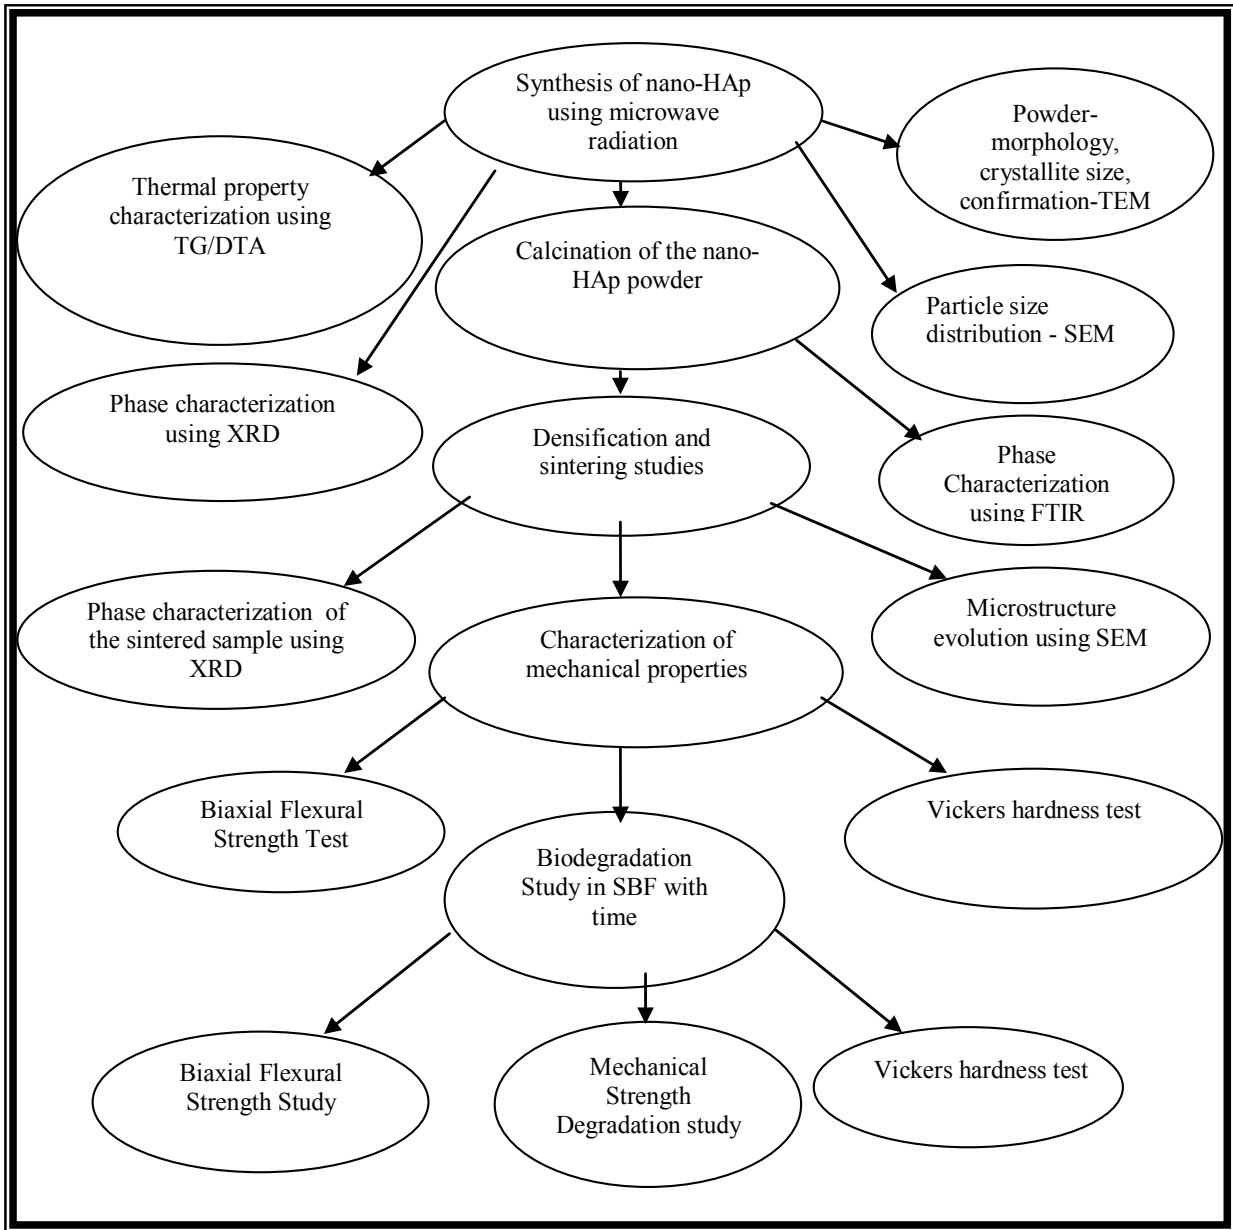 Synthesis of nano-HAp
using microwave
radiation
Powder-
morphology,
crystallite size,
confirmation-TEM
Thermal property
characterization using
TG/DTA
Calcination of the nano-
HAp powder
Particle size
distribution - SEM
Phase characterization
using XRD
Densification and
sintering studies
Phase
Characterization
using FTIR
Phase characterization  of
the sintered sample using
XRD
Characterization of
mechanical properties
Microstructure
evolution using SEM
Biaxial Flexural
Strength Test
Vickers hardness test
Biodegradation
Study in SBF with
time
Biaxial Flexural
Strength Study
Mechanical
Strength
Degradation study
Vickers hardness test